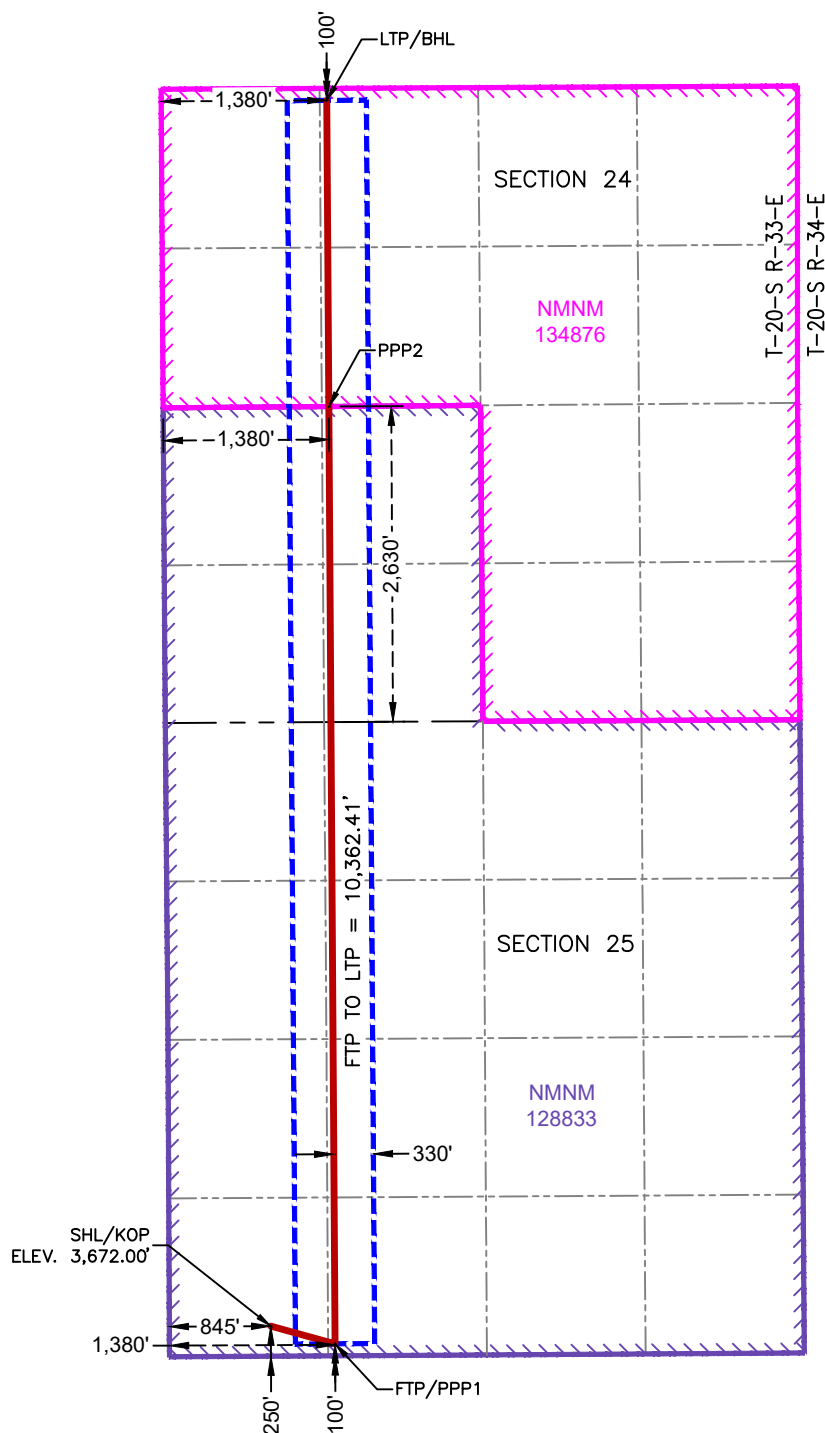 100'
LTP/BHL
1,380'
SECTION 24
T-20-S R-33-E
T-20-S R-34-E
NMNM
134876
PPP2
1,380'
2,630'
FTP TO LTP = 10,362.41'
SECTION 25
NMNM
128833
330'
SHL/KOP
ELEV. 3,672.00'
845'
1,380'
FTP/PPP1
250'
100'